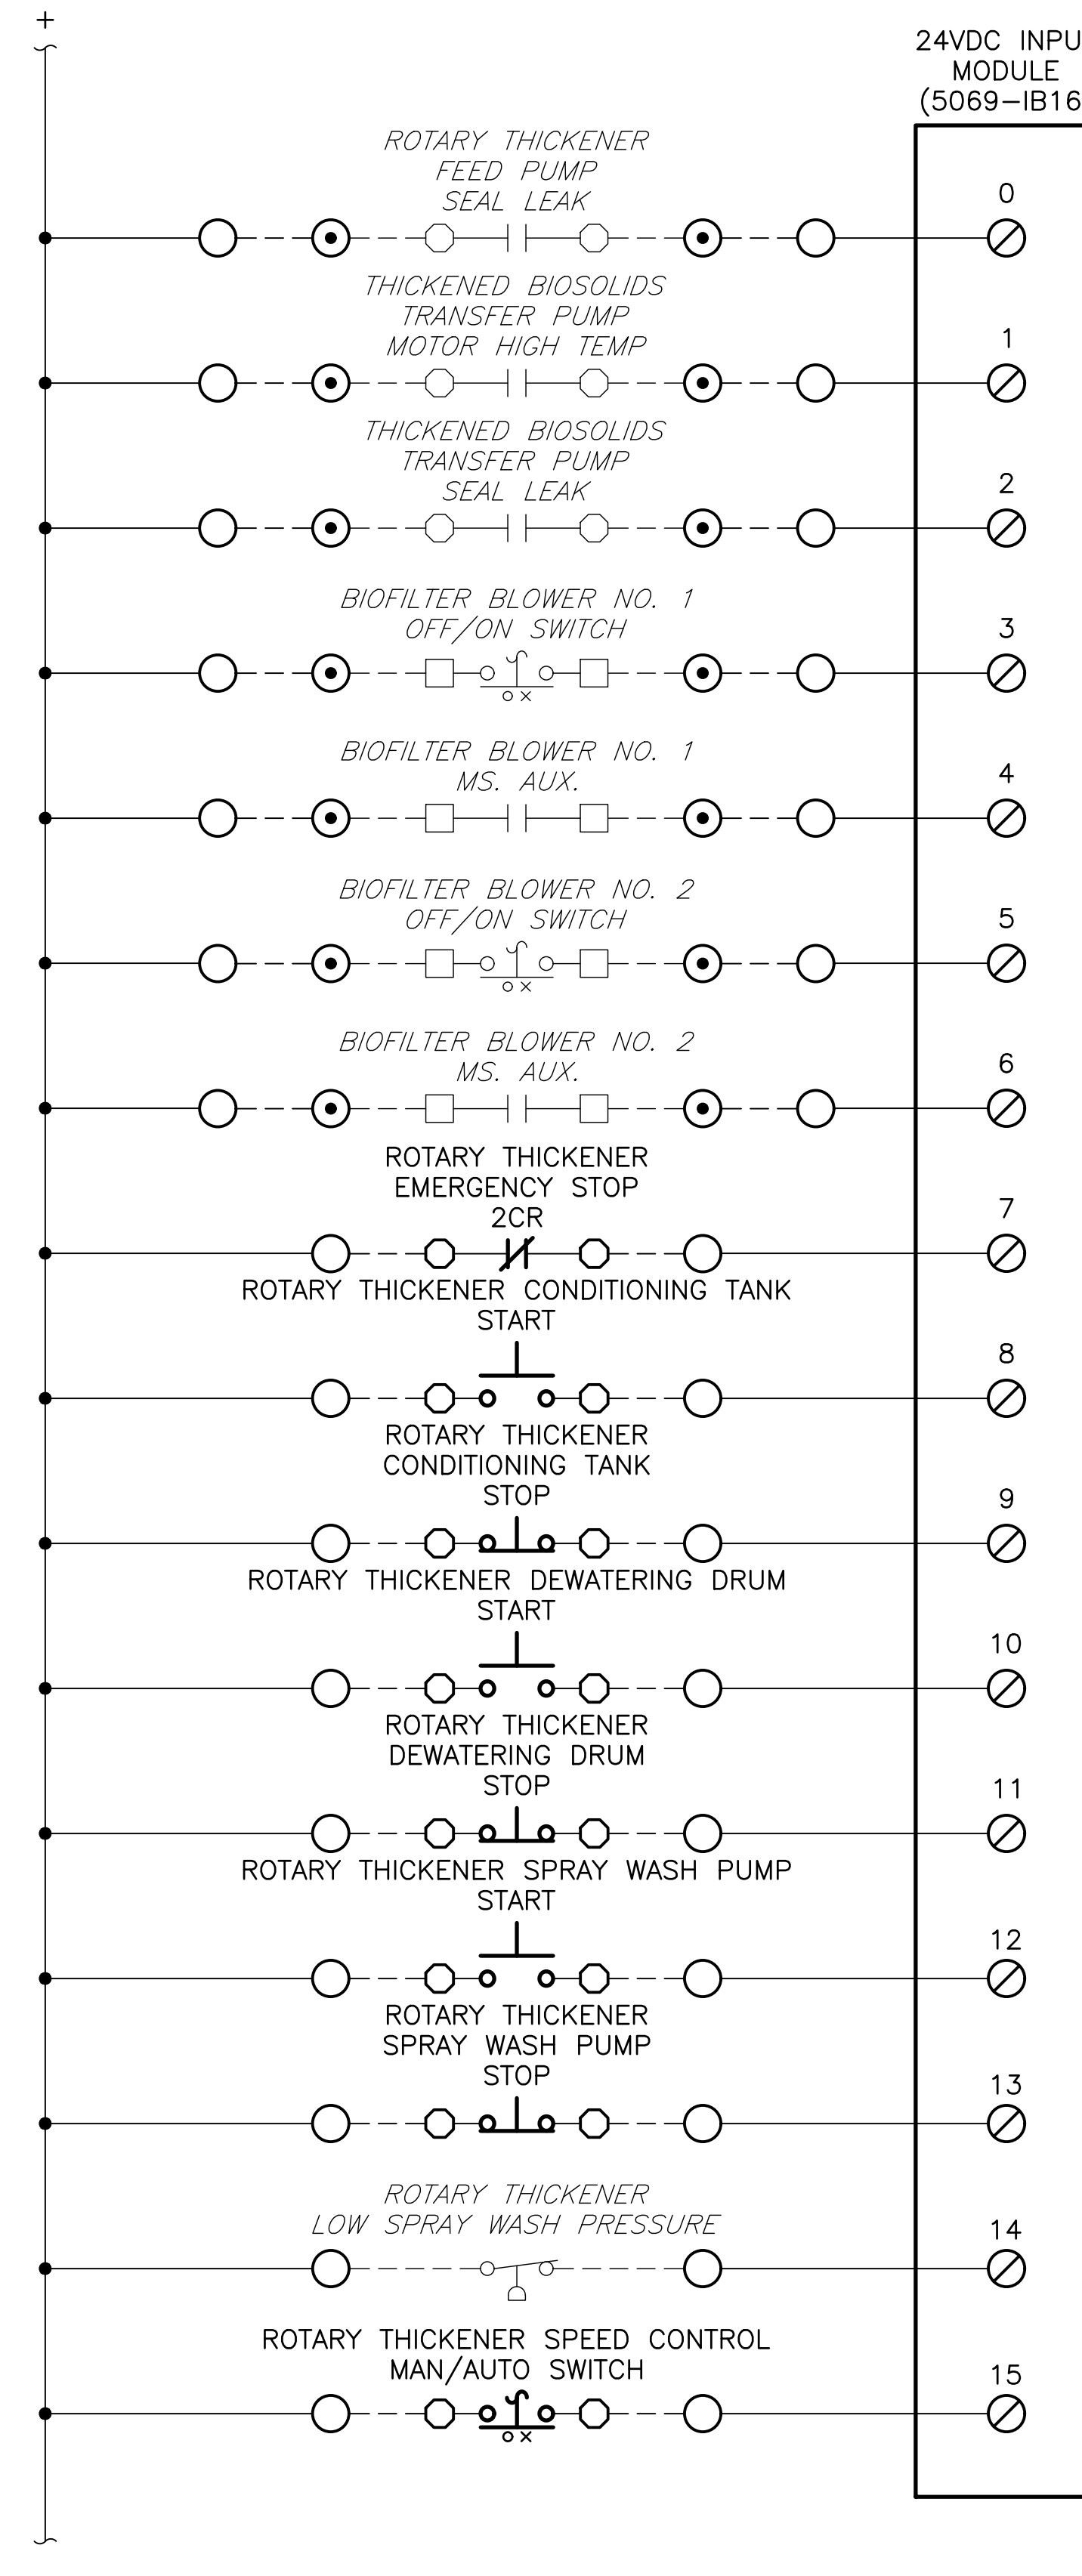 +
24VDC INPU
MODULE
(5069-IB16
ROTARY THICKENER
FEED PUMP
SEAL LEAK
0
THICKENED BIOSOLIDS
TRANSFER PUMP
MOTOR HIGH TEMP
1
THICKENED BIOSOLIDS
TRANSFER PUMP
SEAL LEAK
2
BIOFILTER BLOWER NO. 1
OFF/ON SWITCH
3
BIOFILTER BLOWER NO. 1
MS. AUX.
4
BIOFILTER BLOWER NO. 2
OFF/ON SWITCH
5
BIOFILTER BLOWER NO. 2
MS. AUX.
6
ROTARY THICKENER
EMERGENCY STOP
2CR
7
ROTARY THICKENER CONDITIONING TANK
START
8
ROTARY THICKENER
CONDITIONING TANK
STOP
9
ROTARY THICKENER DEWATERING DRUM
START
10
ROTARY THICKENER
DEWATERING DRUM
STOP
11
ROTARY THICKENER SPRAY WASH PUMP
START
12
ROTARY THICKENER
SPRAY WASH PUMP
STOP
13
ROTARY THICKENER
LOW SPRAY WASH PRESSURE
14
ROTARY THICKENER SPEED CONTROL
MAN/AUTO SWITCH
15